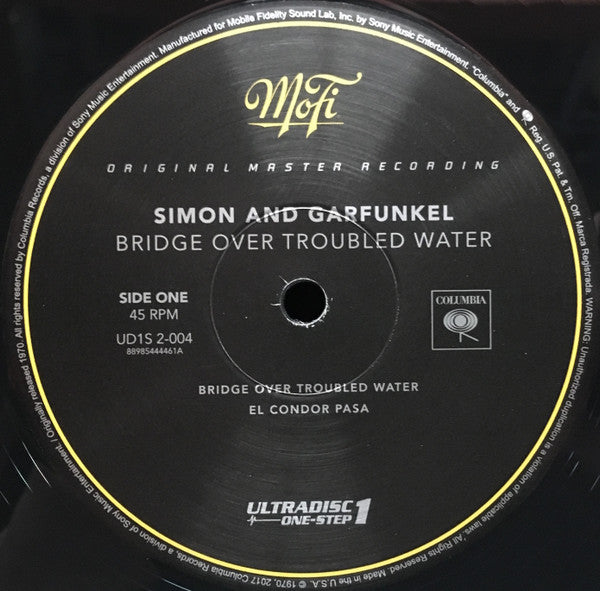 MoFi
ORIGINAL MASTER RECORDING
SIMON AND GARFUNKEL
BRIDGE OVER TROUBLED WATER
SIDE ONE
45 RPM
UD1S 2-004
88985444461A
COLUMBIA
BRIDGE OVER TROUBLED WATER
EL CONDOR PASA
ULTRADISC
ONE-STEP 1
Columbia Records, a division of Sony Music Entertainment. / Originally released 1970. All rights reserved by Columbia Records, a division of Sony Music Entertainment. Manufactured for Mobile Fidelity Sound Lab, Inc. by Sony Music Entertainment. "Columbia" and Reg. U.S. Pat. & Tm. Off. Marca Registrada. WARNING: Unauthorized duplication is a violation of applicable laws. All Rights Reserved. Made in the U.S.A. © 1970, 2017